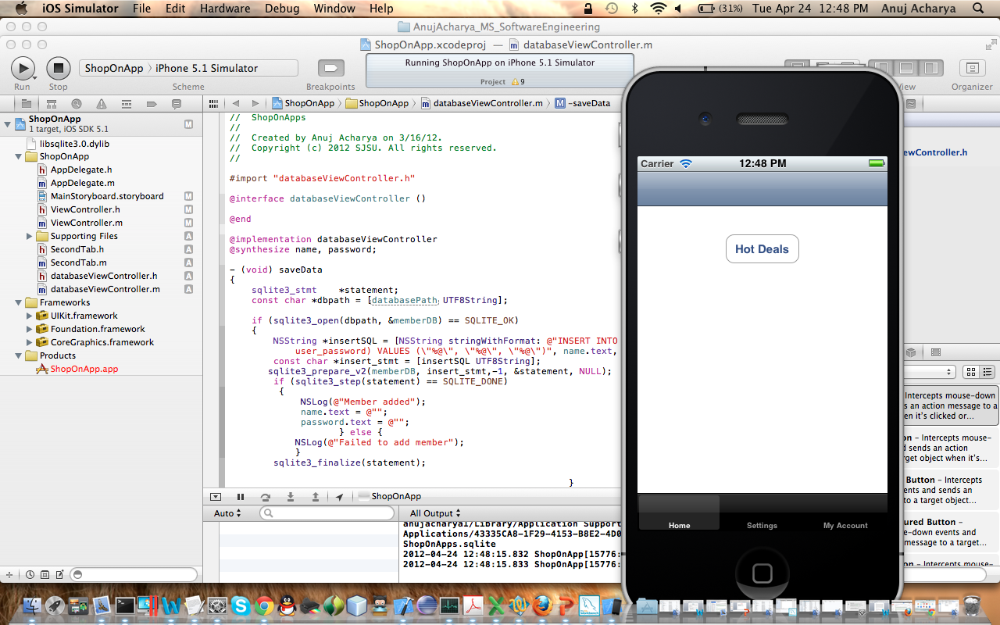 iOS Simulator File Edit Hardware Debug Window Help (31%) Tue Apr 24 12:48 PM Anuj Acharya
AnujAcharya_MS_SoftwareEngineering
ShopOnApp.xcodeproj — databaseViewController.m
ShopOnApp iPhone 5.1 Simulator
Running ShopOnApp on iPhone 5.1 Simulator
Project 9
Run Stop Scheme Breakpoints View Organizer
ShopOnApp ShopOnApp databaseViewController.m -saveData
ShopOnApp M
1 target, iOS SDK 5.1
libsqlite3.0.dylib
ShopOnApp
AppDelegate.h
AppDelegate.m
MainStoryboard.storyboard M
ViewController.h M
ViewController.m M
Supporting Files A
SecondTab.h A
SecondTab.m A
databaseViewController.h A
databaseViewController.m A
Frameworks
UIKit.framework
Foundation.framework
CoreGraphics.framework
Products
ShopOnApp.app
// ShopOnApps
//
// Created by Anuj Acharya on 3/16/12.
// Copyright (c) 2012 SJSU. All rights reserved.
//
#import "databaseViewController.h"
@interface databaseViewController ()
@end
@implementation databaseViewController
@synthesize name, password;
- (void) saveData
{
sqlite3_stmt *statement;
const char *dbpath = [databasePath UTF8String];
if (sqlite3_open(dbpath, &memberDB) == SQLITE_OK)
{
NSString *insertSQL = [NSString stringWithFormat: @"INSERT INTO
user_password) VALUES (\"%@\", \"%@\", \"%@\")", name.text,
const char *insert_stmt = [insertSQL UTF8String];
sqlite3_prepare_v2(memberDB, insert_stmt,-1, &statement, NULL);
if (sqlite3_step(statement) == SQLITE_DONE)
{
NSLog(@"Member added");
name.text = @"";
password.text = @"";
} else {
NSLog(@"Failed to add member");
}
sqlite3_finalize(statement);
}
ShopOnApp
Auto All Output
anujacharya1/Library/Application Support
Applications/43335CA8-1F29-4153-B8E2-4D0
ShopOnApps.sqlite
2012-04-24 12:48:15.832 ShopOnApp[15776:
2012-04-24 12:48:15.833 ShopOnApp[15776:
Carrier 12:48 PM
Hot Deals
Home Settings My Account
ewController.h
Intercepts mouse-down
s an action message to a
en it's clicked or...
on - Intercepts mouse-
d sends an action
rget object when it's...
Button - Intercepts
ents and sends an
to a target object...
ured Button -
e-down events and
message to a target...
on - Intercepts mouse-